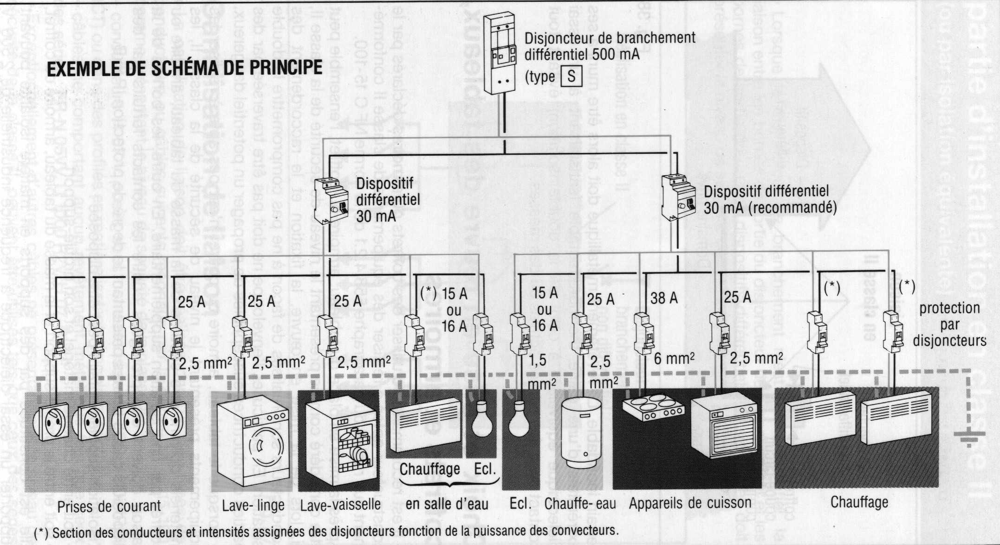 EXEMPLE DE SCHÉMA DE PRINCIPE
Disjoncteur de branchement
différentiel 500 mA
(type S
Dispositif
différentiel
30 mA
Dispositif différentiel
30 mA (recommandé)
25 A
25 A
25 A
(*) 15 A
ou
16 A
15 A
ou
16 A
25 A
38 A
25 A
(*)
(*)
protection
par
disjoncteurs
2,5 mm²
2,5 mm²
2,5 mm²
1,5
mm²
2,5
mm²
6 mm²
2,5 mm²
Chauffage Ecl.
Prises de courant
Lave-linge
Lave-vaisselle
en salle d'eau
Ecl.
Chauffe-eau
Appareils de cuisson
Chauffage
(*) Section des conducteurs et intensités assignées des disjoncteurs fonction de la puissance des convecteurs.